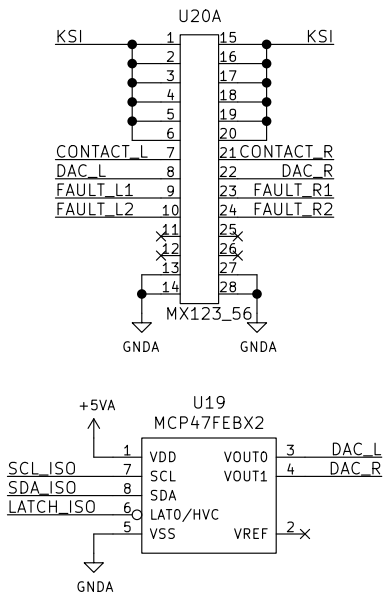 U20A
KSI 1 15 KSI
2 16
3 17
4 18
5 19
6 20
CONTACT_L 7 21 CONTACT_R
DAC_L 8 22 DAC_R
FAULT_L1 9 23 FAULT_R1
FAULT_L2 10 24 FAULT_R2
11 25
12 26
13 27
14 28
MX123_56
GNDA GNDA
U19
+5VA MCP47FEBX2
1 VDD VOUT0 3 DAC_L
SCL_ISO 7 SCL VOUT1 4 DAC_R
SDA_ISO 8 SDA
LATCH_ISO 6 LAT0/HVC
5 VSS VREF 2
GNDA